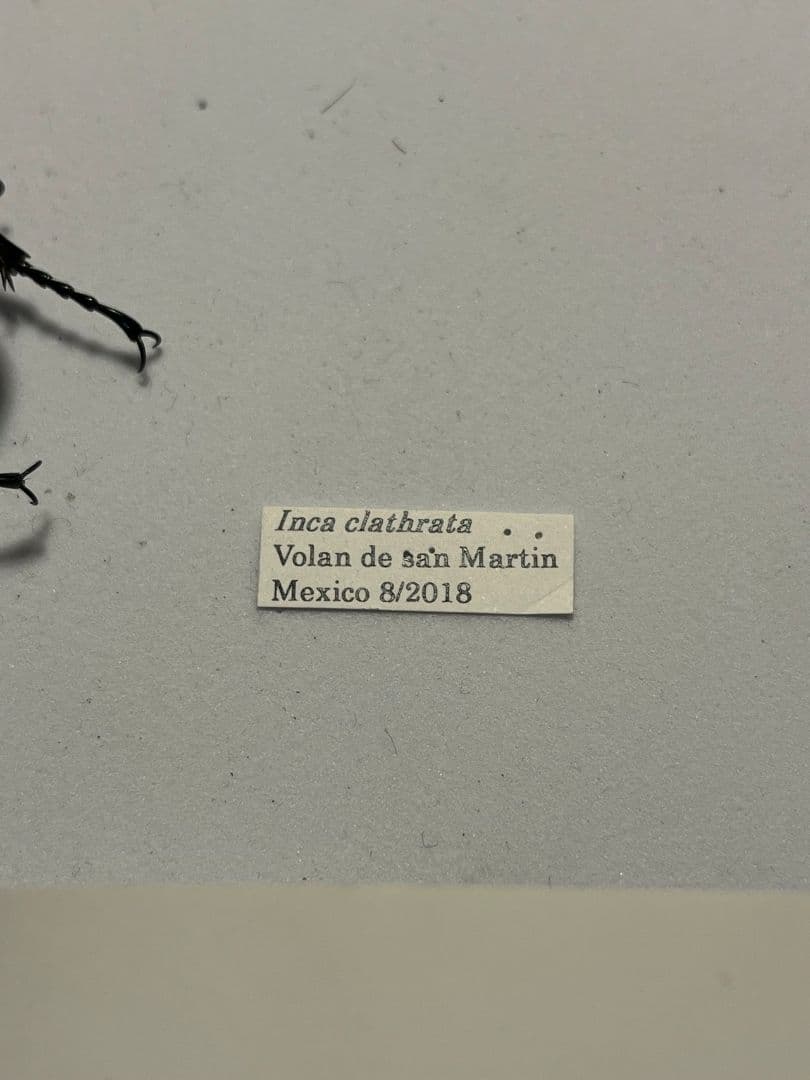 Inca clathrata
Volan de san Martin
Mexico 8/2018